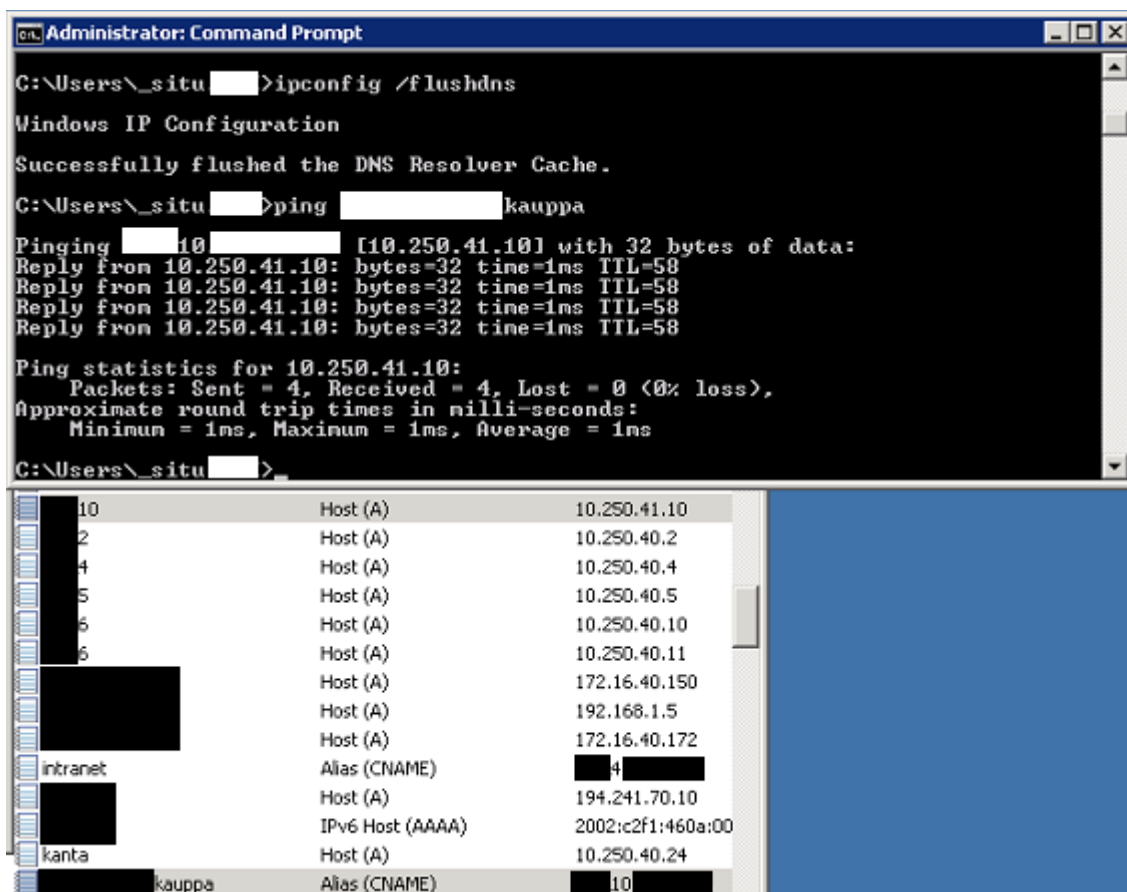 Administrator: Command Prompt
C:\Users\_situ >ipconfig /flushdns
Windows IP Configuration
Successfully flushed the DNS Resolver Cache.
C:\Users\_situ >ping kauppa
Pinging 10 [10.250.41.10] with 32 bytes of data:
Reply from 10.250.41.10: bytes=32 time=1ms TTL=58
Reply from 10.250.41.10: bytes=32 time=1ms TTL=58
Reply from 10.250.41.10: bytes=32 time=1ms TTL=58
Reply from 10.250.41.10: bytes=32 time=1ms TTL=58
Ping statistics for 10.250.41.10:
Packets: Sent = 4, Received = 4, Lost = 0 (0% loss),
Approximate round trip times in milli-seconds:
Minimum = 1ms, Maximum = 1ms, Average = 1ms
C:\Users\_situ >_
10 Host (A) 10.250.41.10
2 Host (A) 10.250.40.2
4 Host (A) 10.250.40.4
5 Host (A) 10.250.40.5
6 Host (A) 10.250.40.10
6 Host (A) 10.250.40.11
Host (A) 172.16.40.150
Host (A) 192.168.1.5
Host (A) 172.16.40.172
intranet Alias (CNAME) 4
Host (A) 194.241.70.10
IPv6 Host (AAAA) 2002:c2f1:460a:00
kanta Host (A) 10.250.40.24
kauppa Alias (CNAME) 10